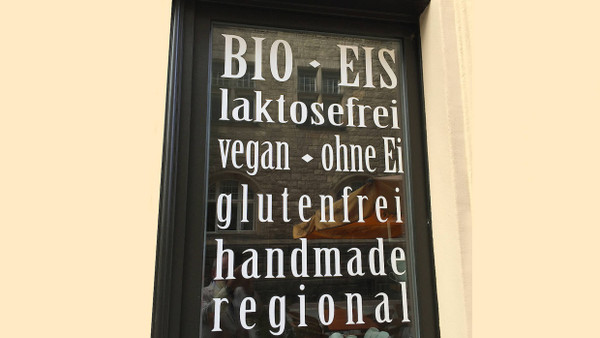 BIO ⬥ EIS
laktosefrei
vegan ⬥ ohne Ei
glutenfrei
handmade
regional